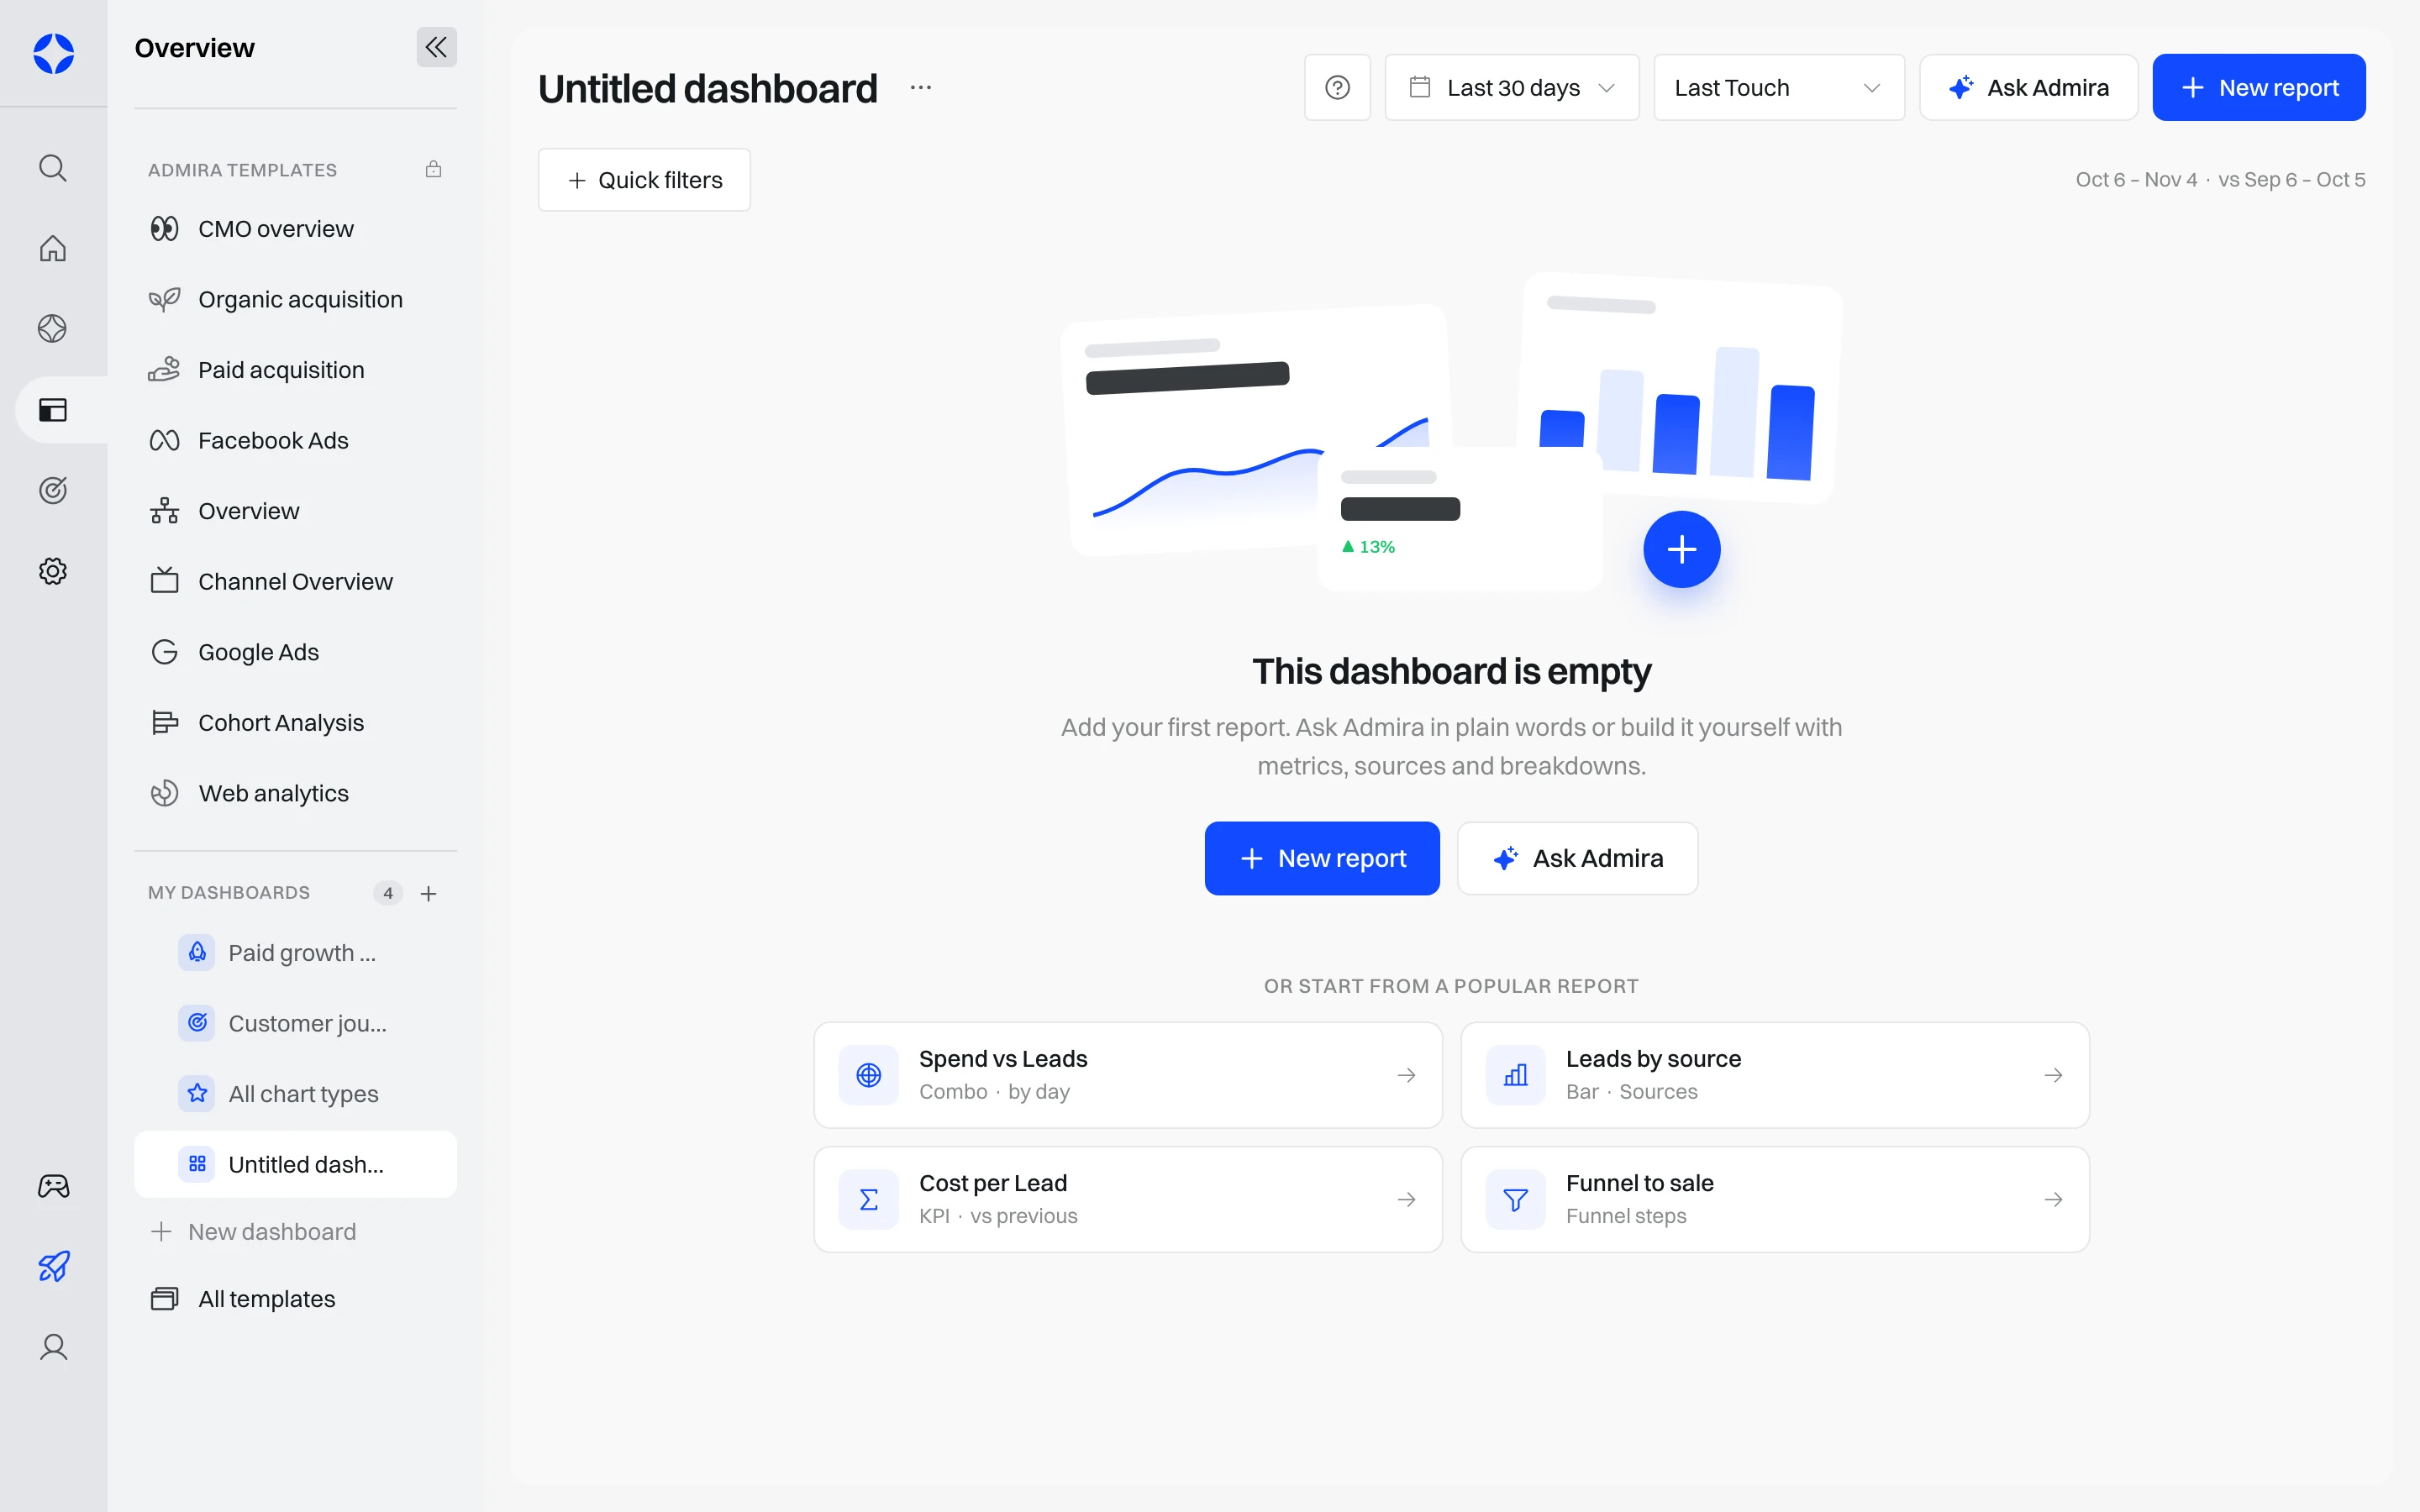 Overview
ADMIRA TEMPLATES
CMO overview
Organic acquisition
Paid acquisition
Facebook Ads
Overview
Channel Overview
Google Ads
Cohort Analysis
Web analytics
MY DASHBOARDS 4
Paid growth ...
Customer jou...
All chart types
Untitled dash...
New dashboard
All templates
Untitled dashboard
Last 30 days
Last Touch
Ask Admira
New report
Quick filters
Oct 6 – Nov 4 · vs Sep 6 – Oct 5
13%
This dashboard is empty
Add your first report. Ask Admira in plain words or build it yourself with
metrics, sources and breakdowns.
New report
Ask Admira
OR START FROM A POPULAR REPORT
Spend vs Leads
Combo · by day
Leads by source
Bar · Sources
Cost per Lead
KPI · vs previous
Funnel to sale
Funnel steps